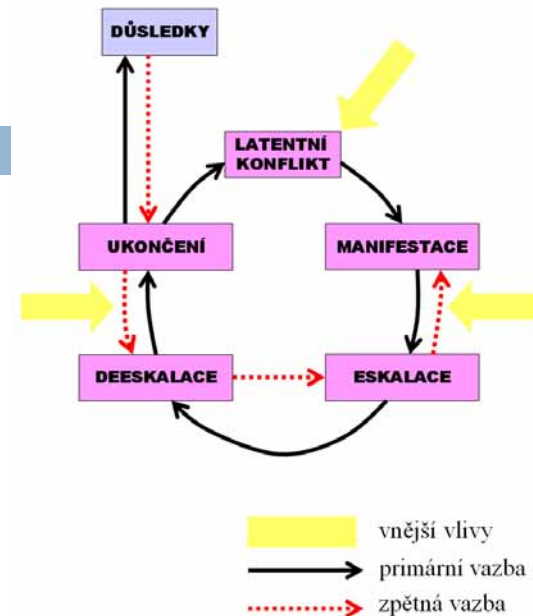 DŮSLEDKY
LATENTNÍ
KONFLIKT
UKONČENÍ
MANIFESTACE
DEESKALACE
ESKALACE
vnější vlivy
primární vazba
zpětná vazba